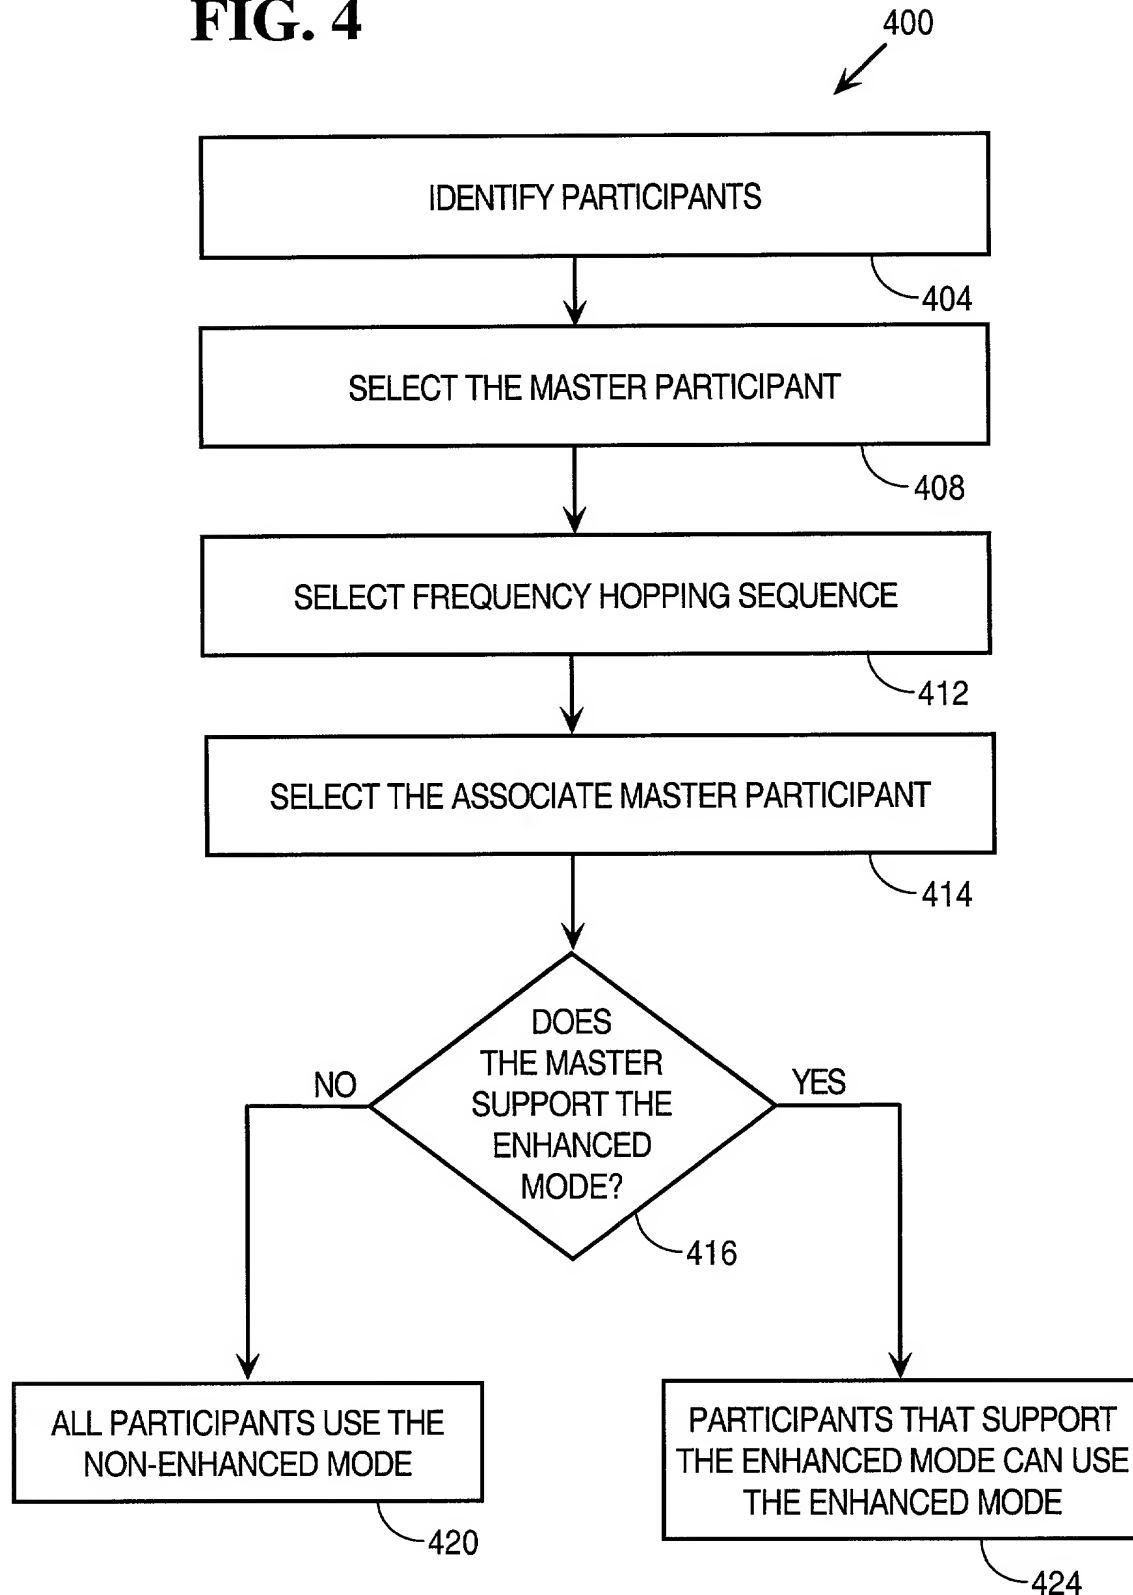 FIG. 4
400
IDENTIFY PARTICIPANTS
404
SELECT THE MASTER PARTICIPANT
408
SELECT FREQUENCY HOPPING SEQUENCE
412
SELECT THE ASSOCIATE MASTER PARTICIPANT
414
DOES
THE MASTER
SUPPORT THE
ENHANCED
MODE?
NO
YES
416
ALL PARTICIPANTS USE THE
NON-ENHANCED MODE
420
PARTICIPANTS THAT SUPPORT
THE ENHANCED MODE CAN USE
THE ENHANCED MODE
424